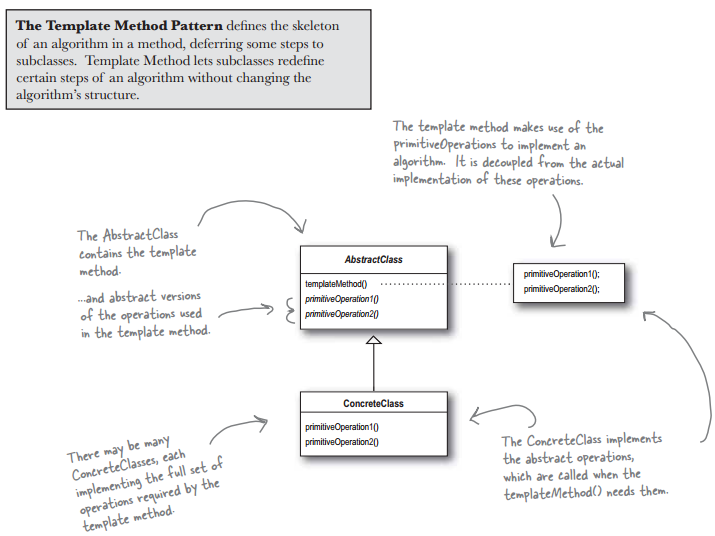 The Template Method Pattern defines the skeleton
of an algorithm in a method, deferring some steps to
subclasses. Template Method lets subclasses redefine
certain steps of an algorithm without changing the
algorithm's structure.
The template method makes use of the
primitiveOperations to implement an
algorithm. It is decoupled from the actual
implementation of these operations.
The AbstractClass
contains the template
method.
...and abstract versions
of the operations used
in the template method.
AbstractClass
templateMethod()
primitiveOperation1()
primitiveOperation2()
primitiveOperation1();
primitiveOperation2();
ConcreteClass
primitiveOperation1()
primitiveOperation2()
There may be many
ConcreteClasses, each
implementing the full set of
operations required by the
template method.
The ConcreteClass implements
the abstract operations,
which are called when the
templateMethod() needs them.